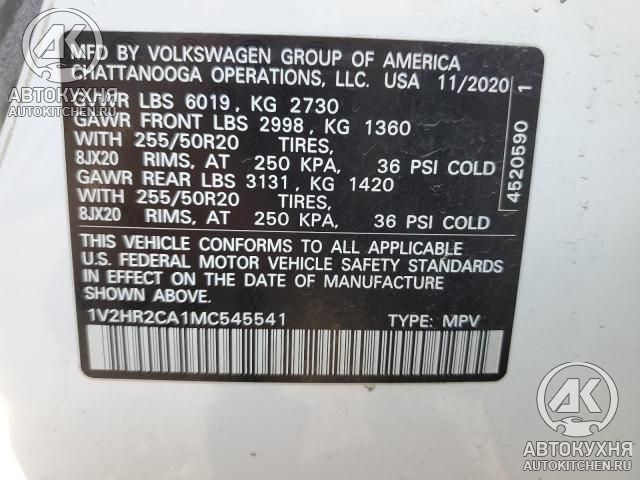 MFD BY VOLKSWAGEN GROUP OF AMERICA
CHATTANOOGA OPERATIONS, LLC. USA 11/2020
GVWR LBS 6019, KG 2730
GAWR FRONT LBS 2998, KG 1360
WITH 255/50R20 TIRES,
8JX20 RIMS, AT 250 KPA, 36 PSI COLD
GAWR REAR LBS 3131, KG 1420
WITH 255/50R20 TIRES,
8JX20 RIMS, AT 250 KPA, 36 PSI COLD
THIS VEHICLE CONFORMS TO ALL APPLICABLE
U.S. FEDERAL MOTOR VEHICLE SAFETY STANDARDS
IN EFFECT ON THE DATE OF MANUFACTURE
SHOWN ABOVE.
1V2HR2CA1MC545541 TYPE: MPV
4520590 1
АК
АВТОКУХНЯ
AUTOKITCHEN.RU
АК
АВТОКУХНЯ
AUTOKITCHEN.RU